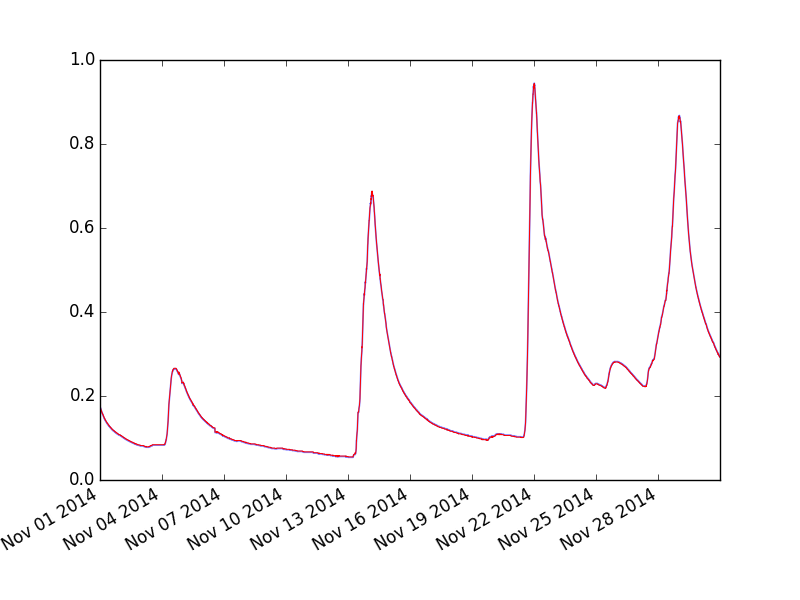 1.0
0.8
0.6
0.4
0.2
0.0
Nov 01 2014
Nov 04 2014
Nov 07 2014
Nov 10 2014
Nov 13 2014
Nov 16 2014
Nov 19 2014
Nov 22 2014
Nov 25 2014
Nov 28 2014